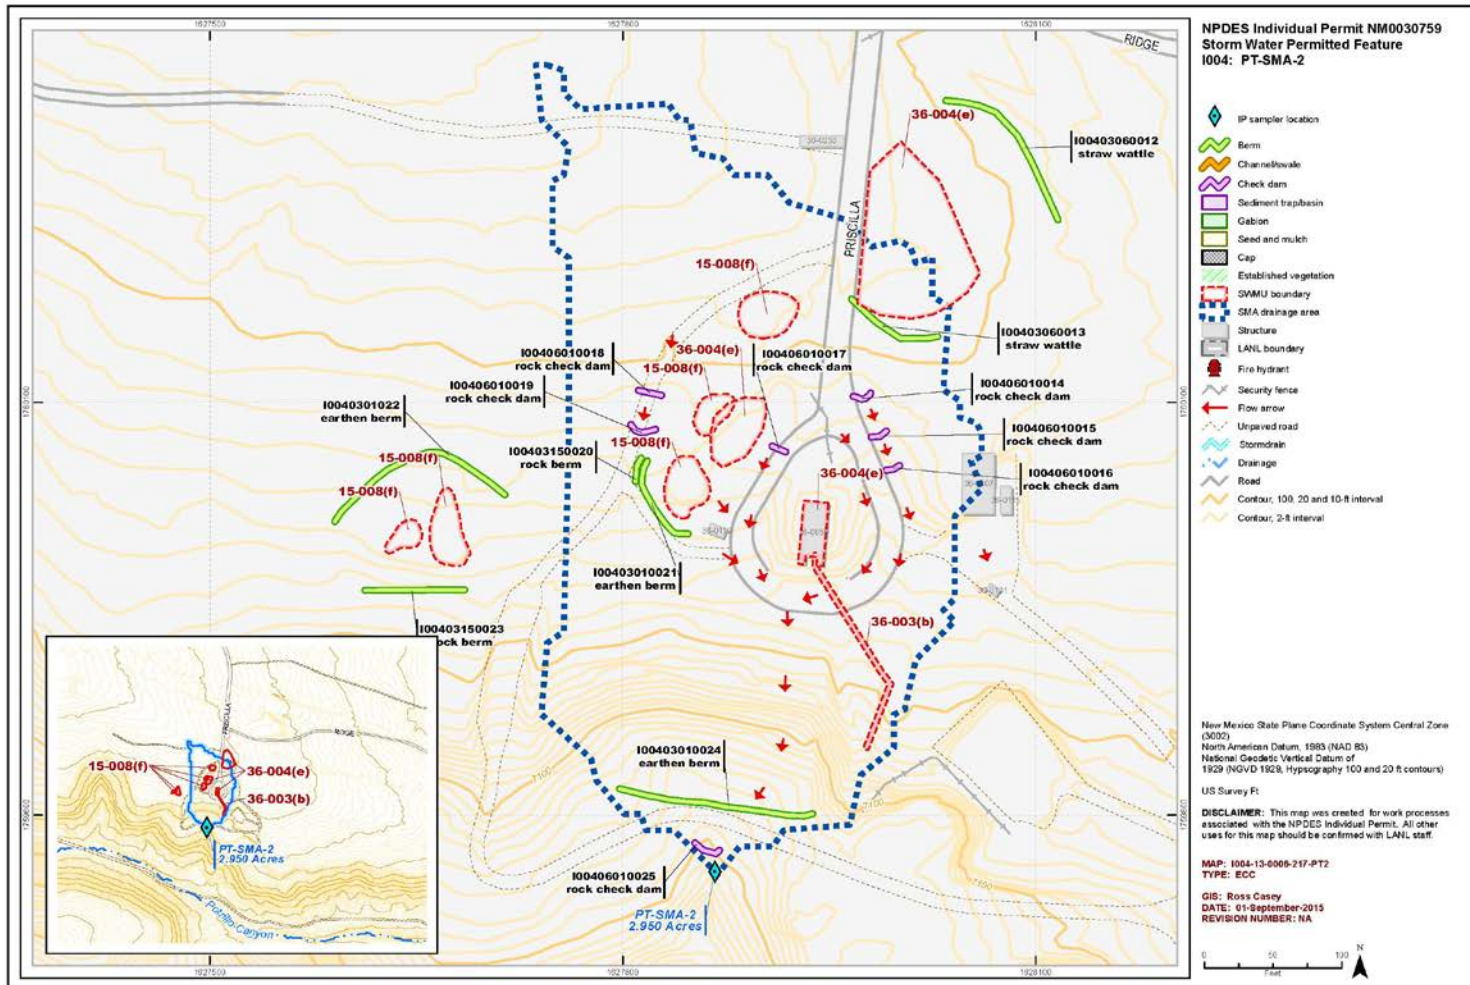 1627500
1627800
1628100
RIDGE
36-004(e)
I00403060012
straw wattle
PRISCILLA
15-008(f)
I00403060013
straw wattle
I00406010018
rock check dam
36-004(e)
15-008(f)
I00406010017
rock check dam
I00406010019
rock check dam
I00406010014
rock check dam
I0040301022
earthen berm
15-008(f)
I00406010015
rock check dam
I00403150020
rock berm
15-008(f)
36-004(e)
I00406010016
rock check dam
15-008(f)
I00403010021
earthen berm
36-003(b)
I00403150023
rock berm
I00403010024
earthen berm
7100
7100
7100
I00406010025
rock check dam
PT-SMA-2
2.950 Acres
PRISCILLA
RIDGE
15-008(f)
36-004(e)
36-003(b)
PT-SMA-2
2.950 Acres
Potrillo Canyon
1627500
1627800
1628100
NPDES Individual Permit NM0030759
Storm Water Permitted Feature
I004: PT-SMA-2
IP sampler location
Berm
Channel/swale
Check dam
Sediment trap/basin
Gabion
Seed and mulch
Cap
Established vegetation
SWMU boundary
SMA drainage area
Structure
LANL boundary
Fire hydrant
Security fence
Flow arrow
Unpaved road
Stormdrain
Drainage
Road
Contour, 100, 20 and 10-ft interval
Contour, 2-ft interval
New Mexico State Plane Coordinate System Central Zone
(3002)
North American Datum, 1983 (NAD 83)
National Geodetic Vertical Datum of
1929 (NGVD 1929, Hypsography 100 and 20 ft contours)
US Survey Ft
DISCLAIMER: This map was created for work processes
associated with the NPDES Individual Permit. All other
uses for this map should be confirmed with LANL staff.
MAP: I004-13-0006-217-PT2
TYPE: ECC
GIS: Ross Casey
DATE: 01-September-2015
REVISION NUMBER: NA
0 50 100
Feet
N